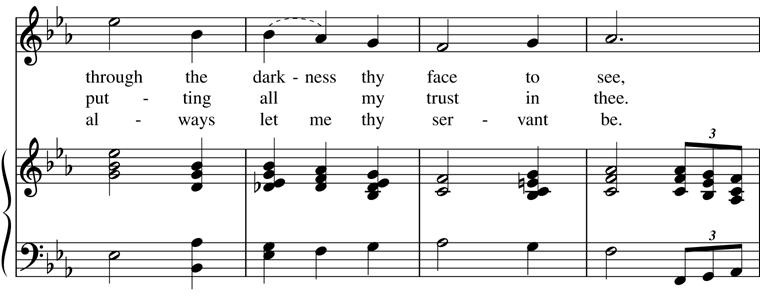 through the dark - ness thy face to see,
put - ting all my trust in thee.
al - ways let me thy ser - vant be.
3
3